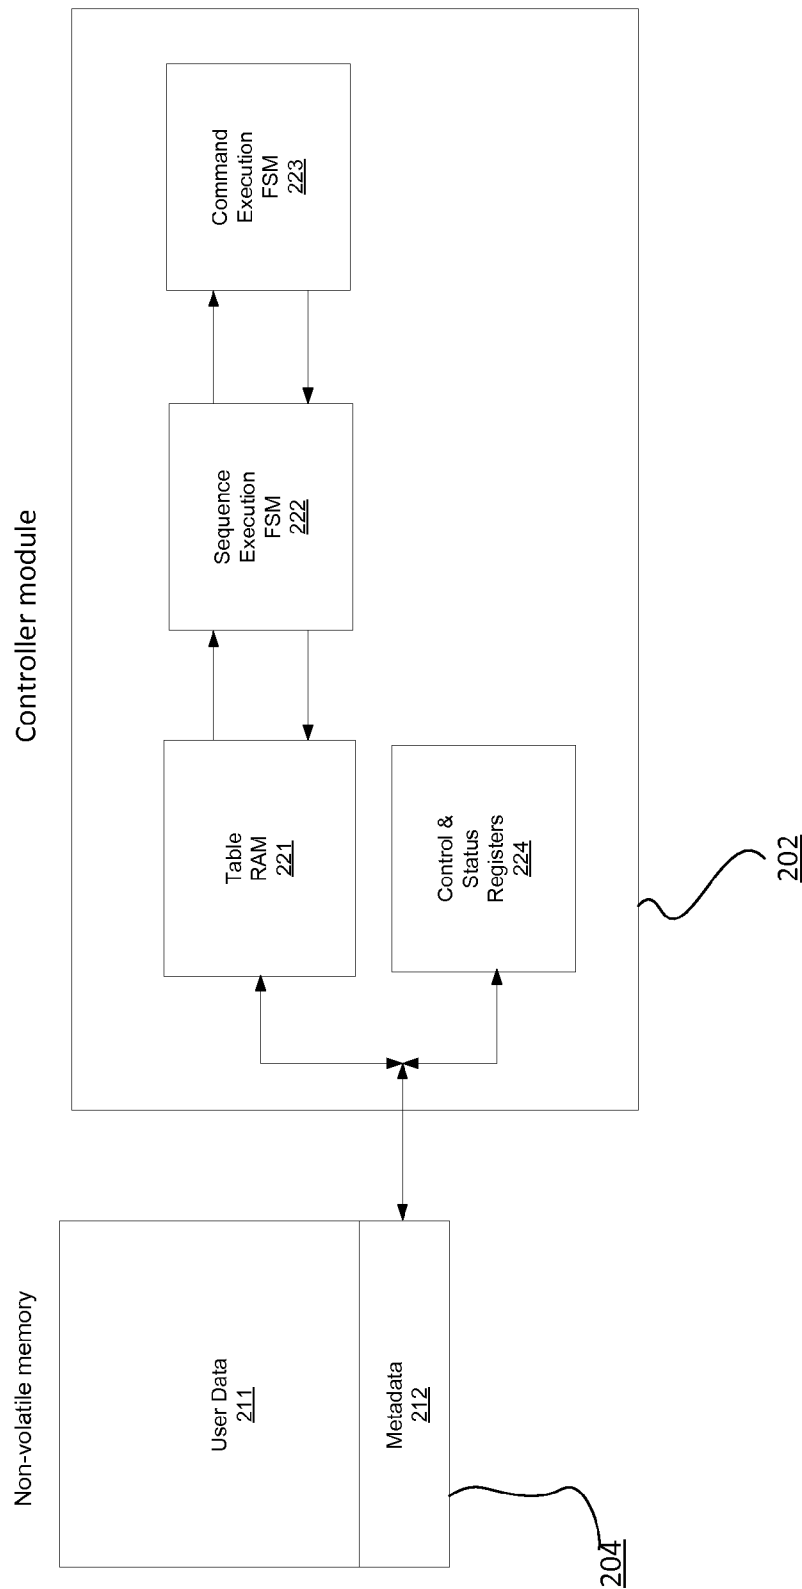 Controller module
Non-volatile memory
User Data
211
Metadata
212
Table
RAM
221
Sequence
Execution
FSM
222
Command
Execution
FSM
223
Control &
Status
Registers
224
204
202